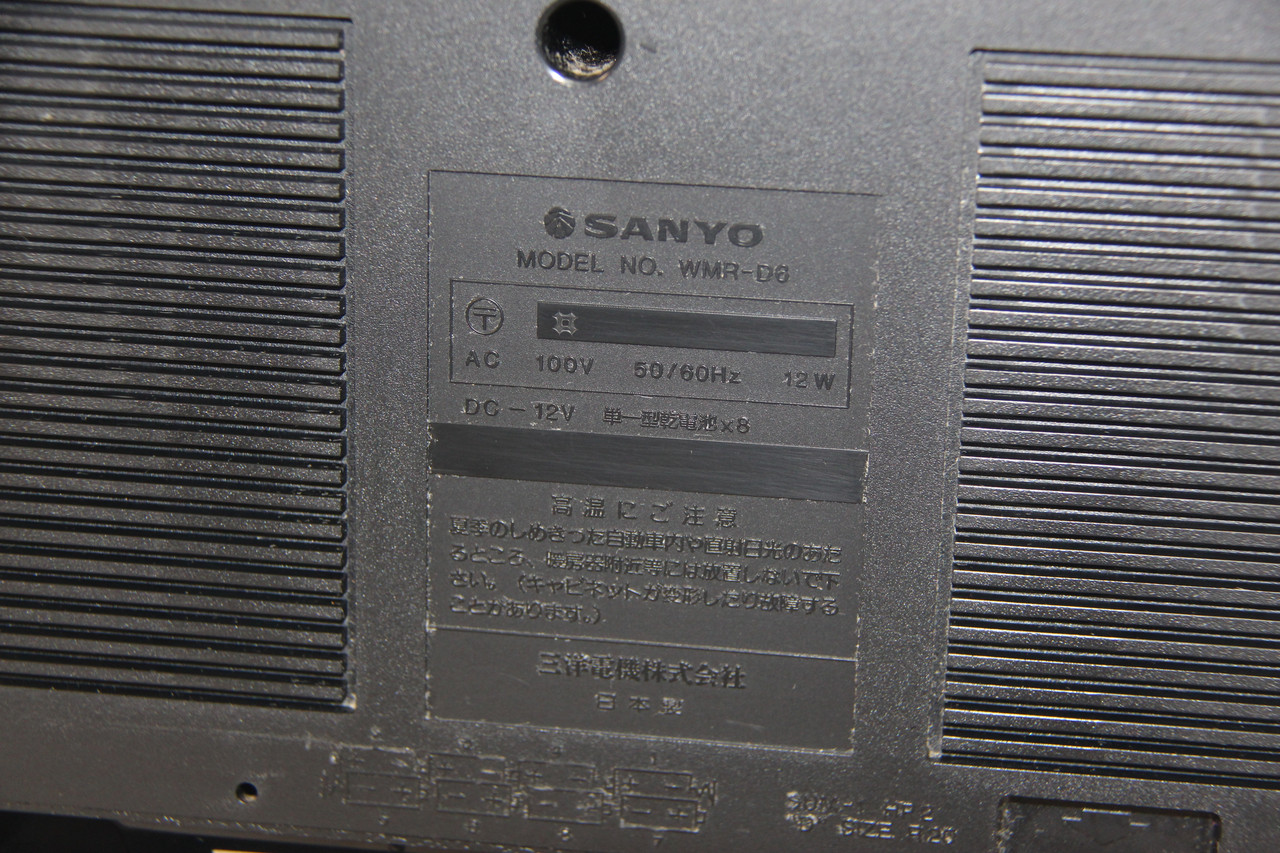 SANYO
MODEL NO. WMR-D6
〒
AC 100V 50/60Hz 12W
DC-12V 単一型乾電池×8
高温にご注意
夏季のしめきった自動車内や直射日光のあた
るところ、暖房器附近等には放置しないで下
さい。(キャビネットが変形したり故障する
ことがあります。)
三洋電機株式会社
日本製
SUM-1
"D" SIZE R20